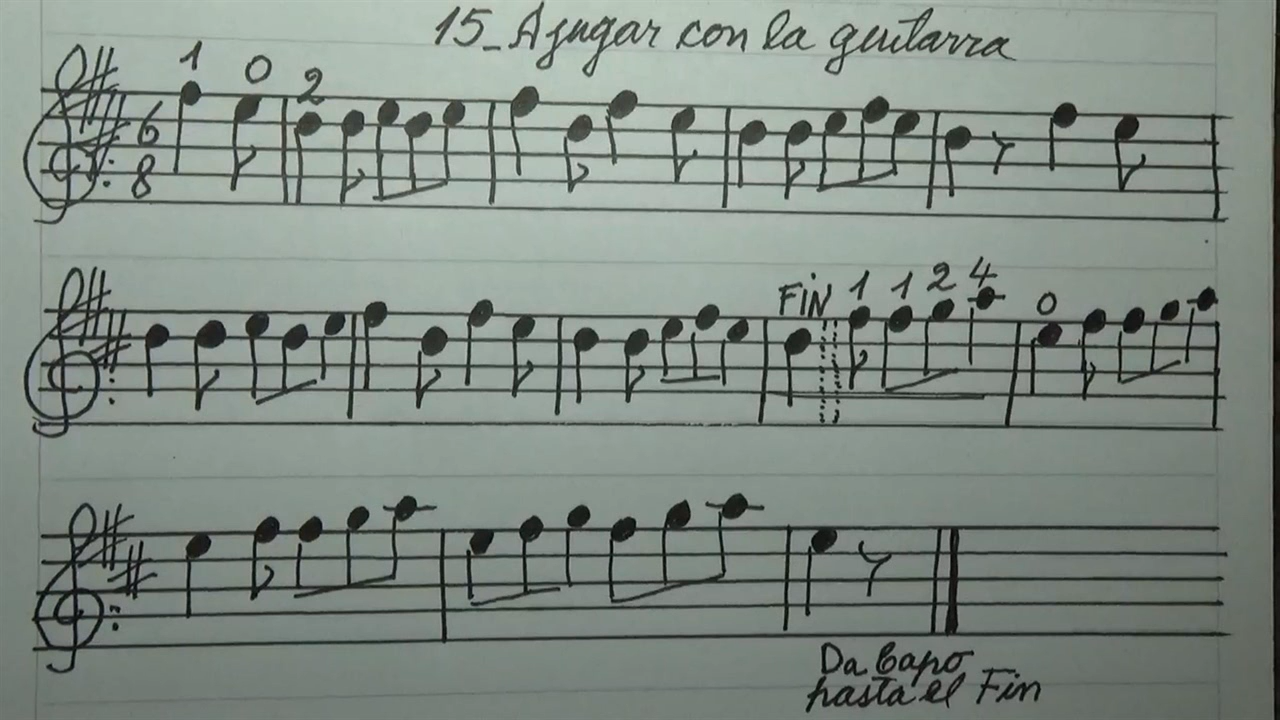 15_ A jugar con la guitarra
1 0 2
6
8
FIN 1 1 2 4 0
Da Capo
hasta el Fin